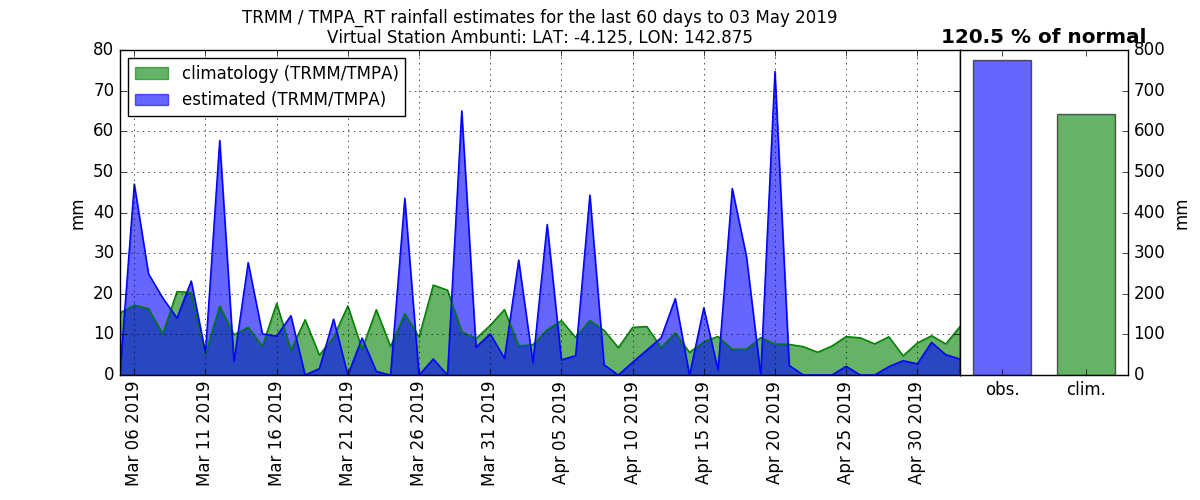 TRMM / TMPA_RT rainfall estimates for the last 60 days to 03 May 2019
Virtual Station Ambunti: LAT: -4.125, LON: 142.875
120.5 % of normal
climatology (TRMM/TMPA)
estimated (TRMM/TMPA)
80
70
60
50
40
30
20
10
0
mm
Mar 06 2019
Mar 11 2019
Mar 16 2019
Mar 21 2019
Mar 26 2019
Mar 31 2019
Apr 05 2019
Apr 10 2019
Apr 15 2019
Apr 20 2019
Apr 25 2019
Apr 30 2019
obs.
clim.
800
700
600
500
400
300
200
100
0
mm